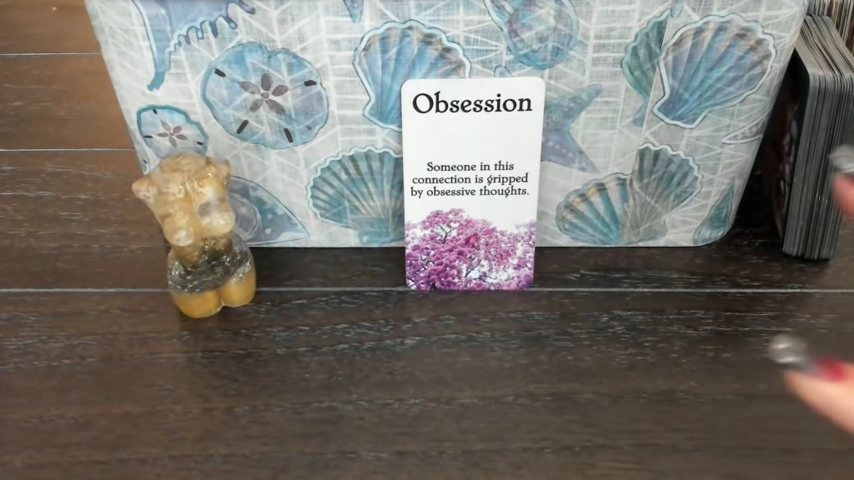 Obsession
Someone in this
connection is gripped
by obsessive thoughts.